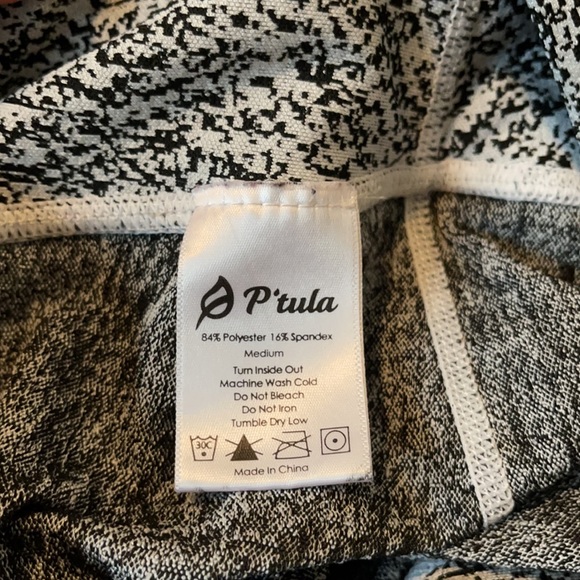 P'tula
84% Polyester 16% Spandex
Medium
Turn Inside Out
Machine Wash Cold
Do Not Bleach
Do Not Iron
Tumble Dry Low
30C
Made In China